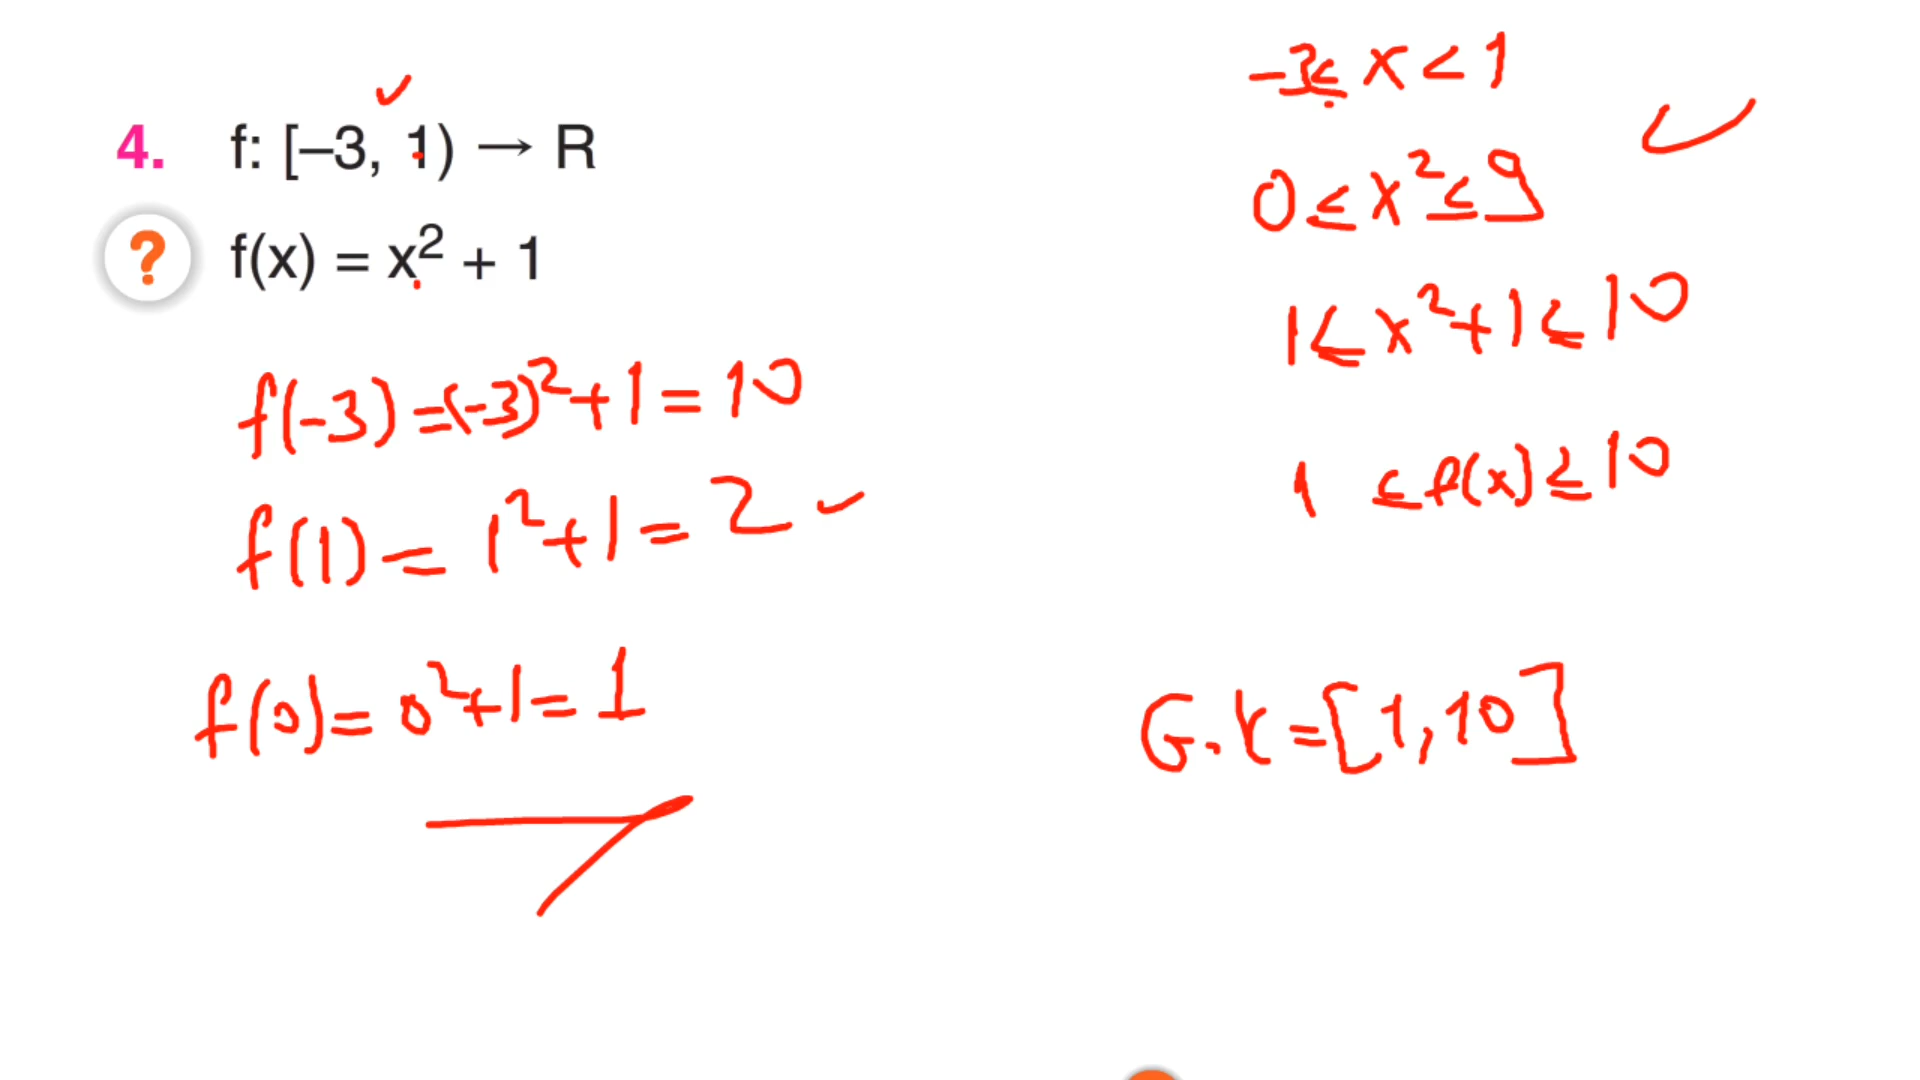 4. f: [–3, 1) → R
? f(x) = x² + 1
f(-3) = (-3)² + 1 = 10
f(1) = 1² + 1 = 2
f(0) = 0² + 1 = 1
-3 ≤ x < 1
0 ≤ x² ≤ 9
1 ≤ x² + 1 ≤ 10
1 ≤ f(x) ≤ 10
G.K = [1, 10]